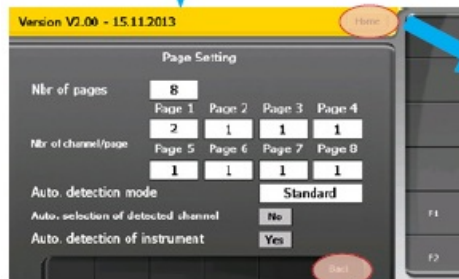 Version V2.00 - 15.11.2013 Home
Page Setting
Nbr of pages 8
Page 1 Page 2 Page 3 Page 4
2 1 1 1
Nbr of channel/page Page 5 Page 6 Page 7 Page 8
1 1 1 1
Auto. detection mode Standard
Auto. selection of detected channel No
Auto. detection of instrument Yes
F1
F2
Back